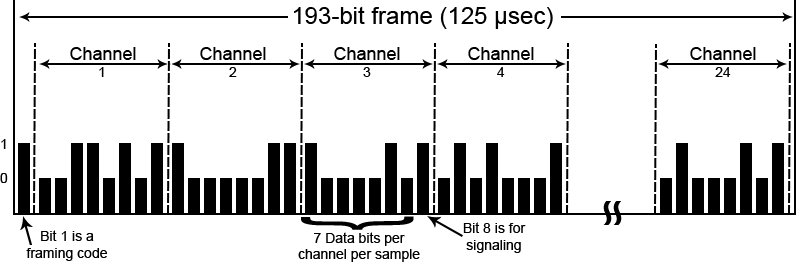 193-bit frame (125 µsec)
Channel Channel Channel Channel Channel
1 2 3 4 24
1
0
Bit 1 is a
framing code
7 Data bits per
channel per sample
Bit 8 is for
signaling